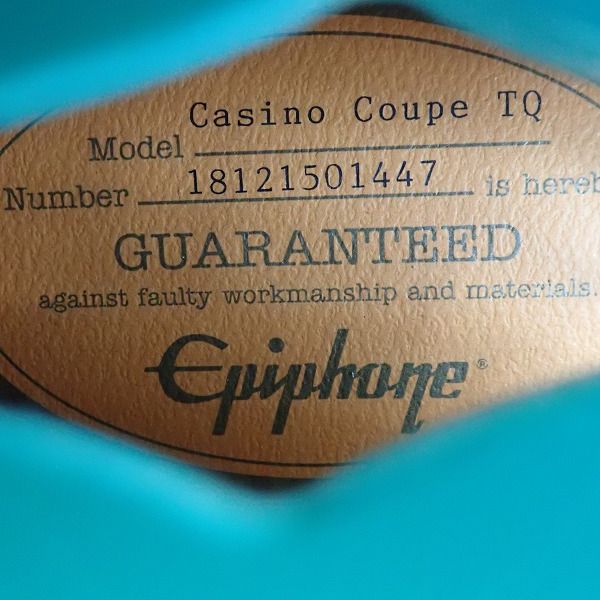 Model Casino Coupe TQ
Number 18121501447 is hereb
GUARANTEED
against faulty workmanship and materials.
Epiphone®